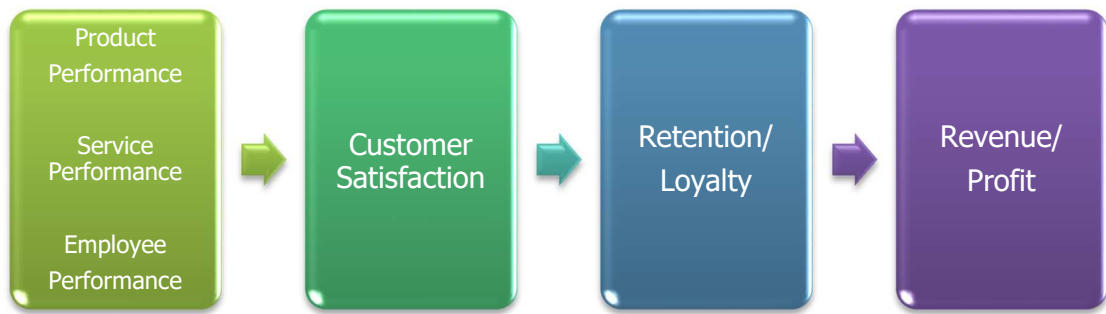 Product
Performance
Service
Performance
Employee
Performance
Customer
Satisfaction
Retention/
Loyalty
Revenue/
Profit